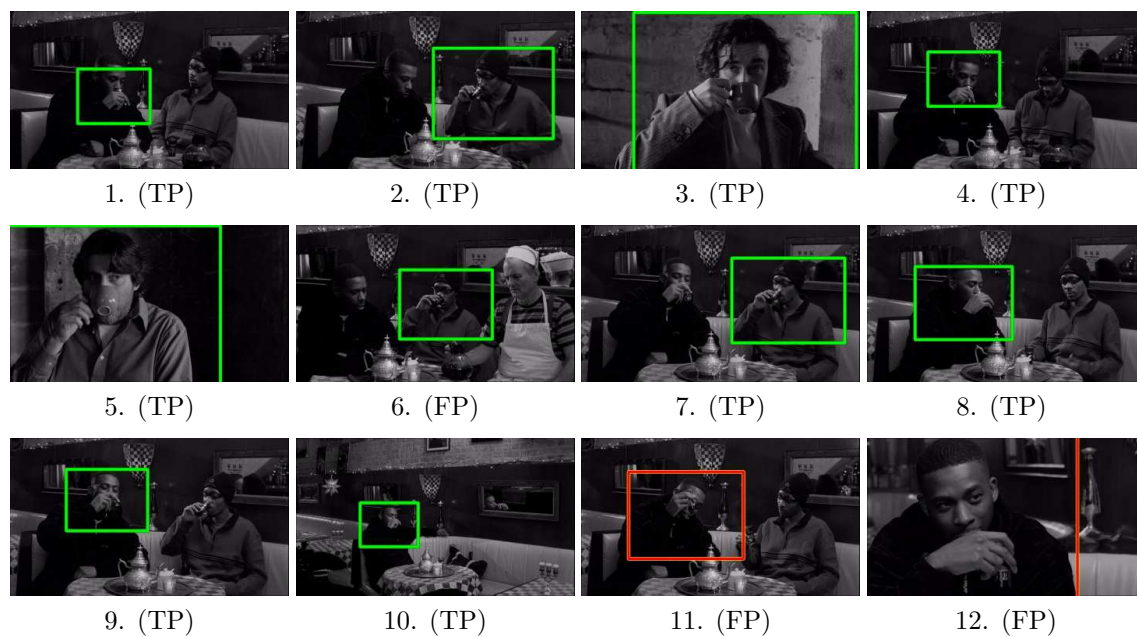 1. (TP)
2. (TP)
3. (TP)
4. (TP)
5. (TP)
6. (FP)
7. (TP)
8. (TP)
9. (TP)
10. (TP)
11. (FP)
12. (FP)